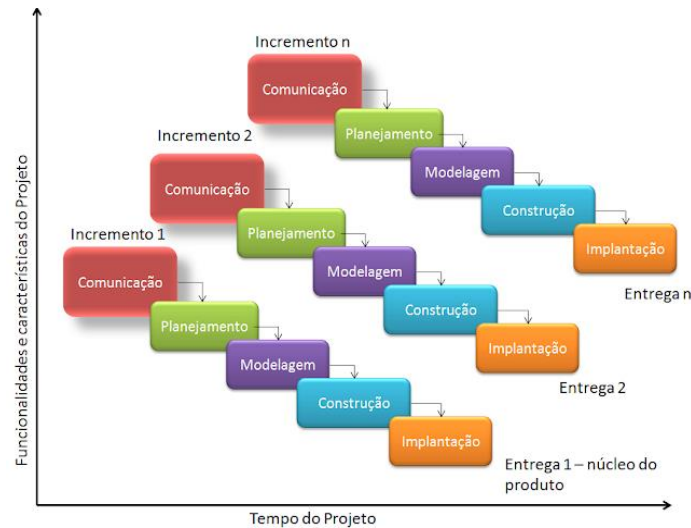 Incremento n
Comunicação
Planejamento
Modelagem
Construção
Implantação
Entrega n
Incremento 2
Comunicação
Planejamento
Modelagem
Construção
Implantação
Entrega 2
Incremento 1
Comunicação
Planejamento
Modelagem
Construção
Implantação
Entrega 1 – núcleo do
produto
Funcionalidades e características do Projeto
Tempo do Projeto